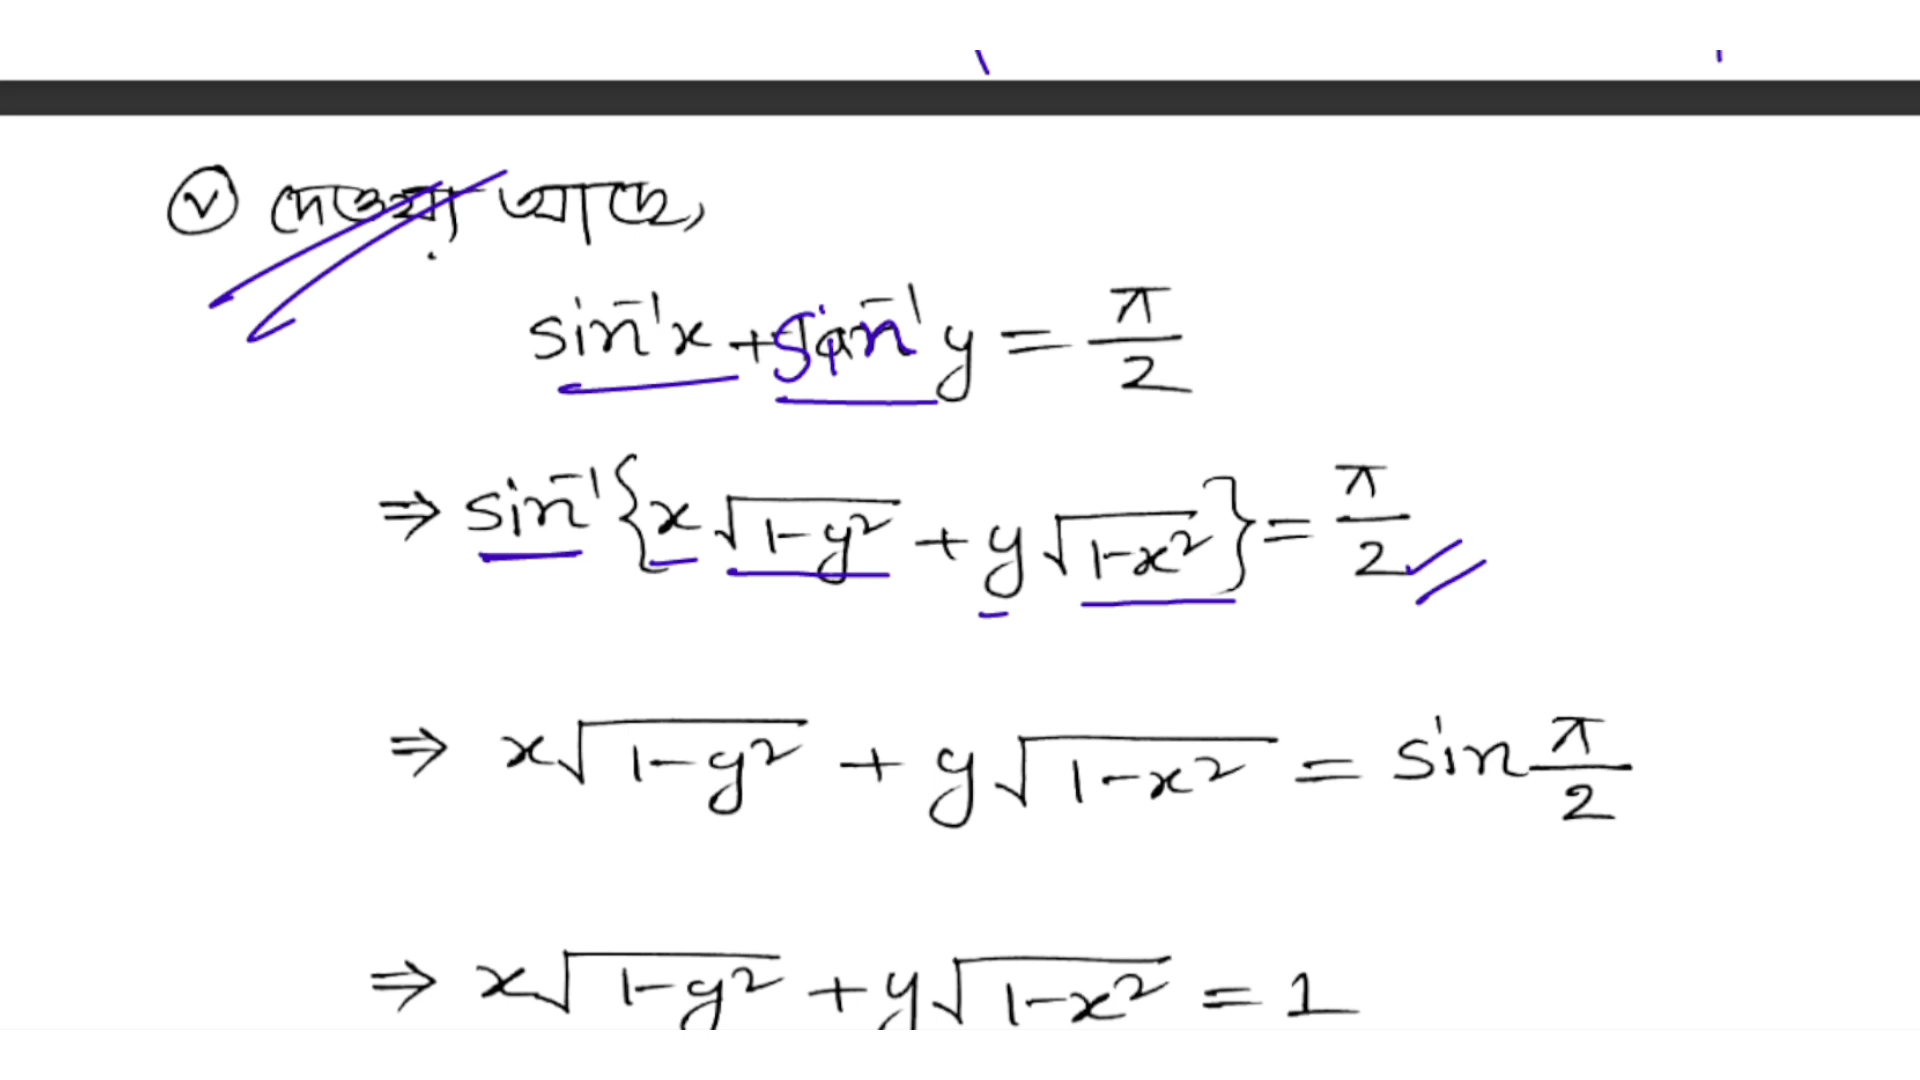 (v) দেওয়া আছে,
sin⁻¹x + sin⁻¹y = π/2
⇒ sin⁻¹{x√(1-y²) + y√(1-x²)} = π/2
⇒ x√(1-y²) + y√(1-x²) = sin π/2
⇒ x√(1-y²) + y√(1-x²) = 1